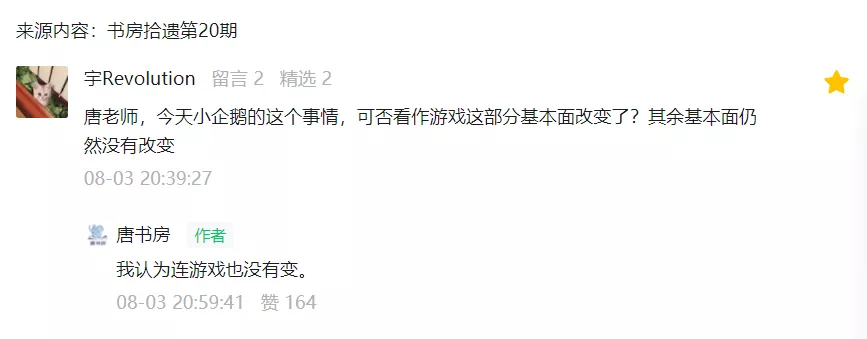 来源内容：书房拾遗第20期
宇Revolution 留言 2 精选 2
唐老师，今天小企鹅的这个事情，可否看作游戏这部分基本面改变了？其余基本面仍
然没有改变
08-03 20:39:27
唐书房 作者
我认为连游戏也没有变。
08-03 20:59:41 赞 164